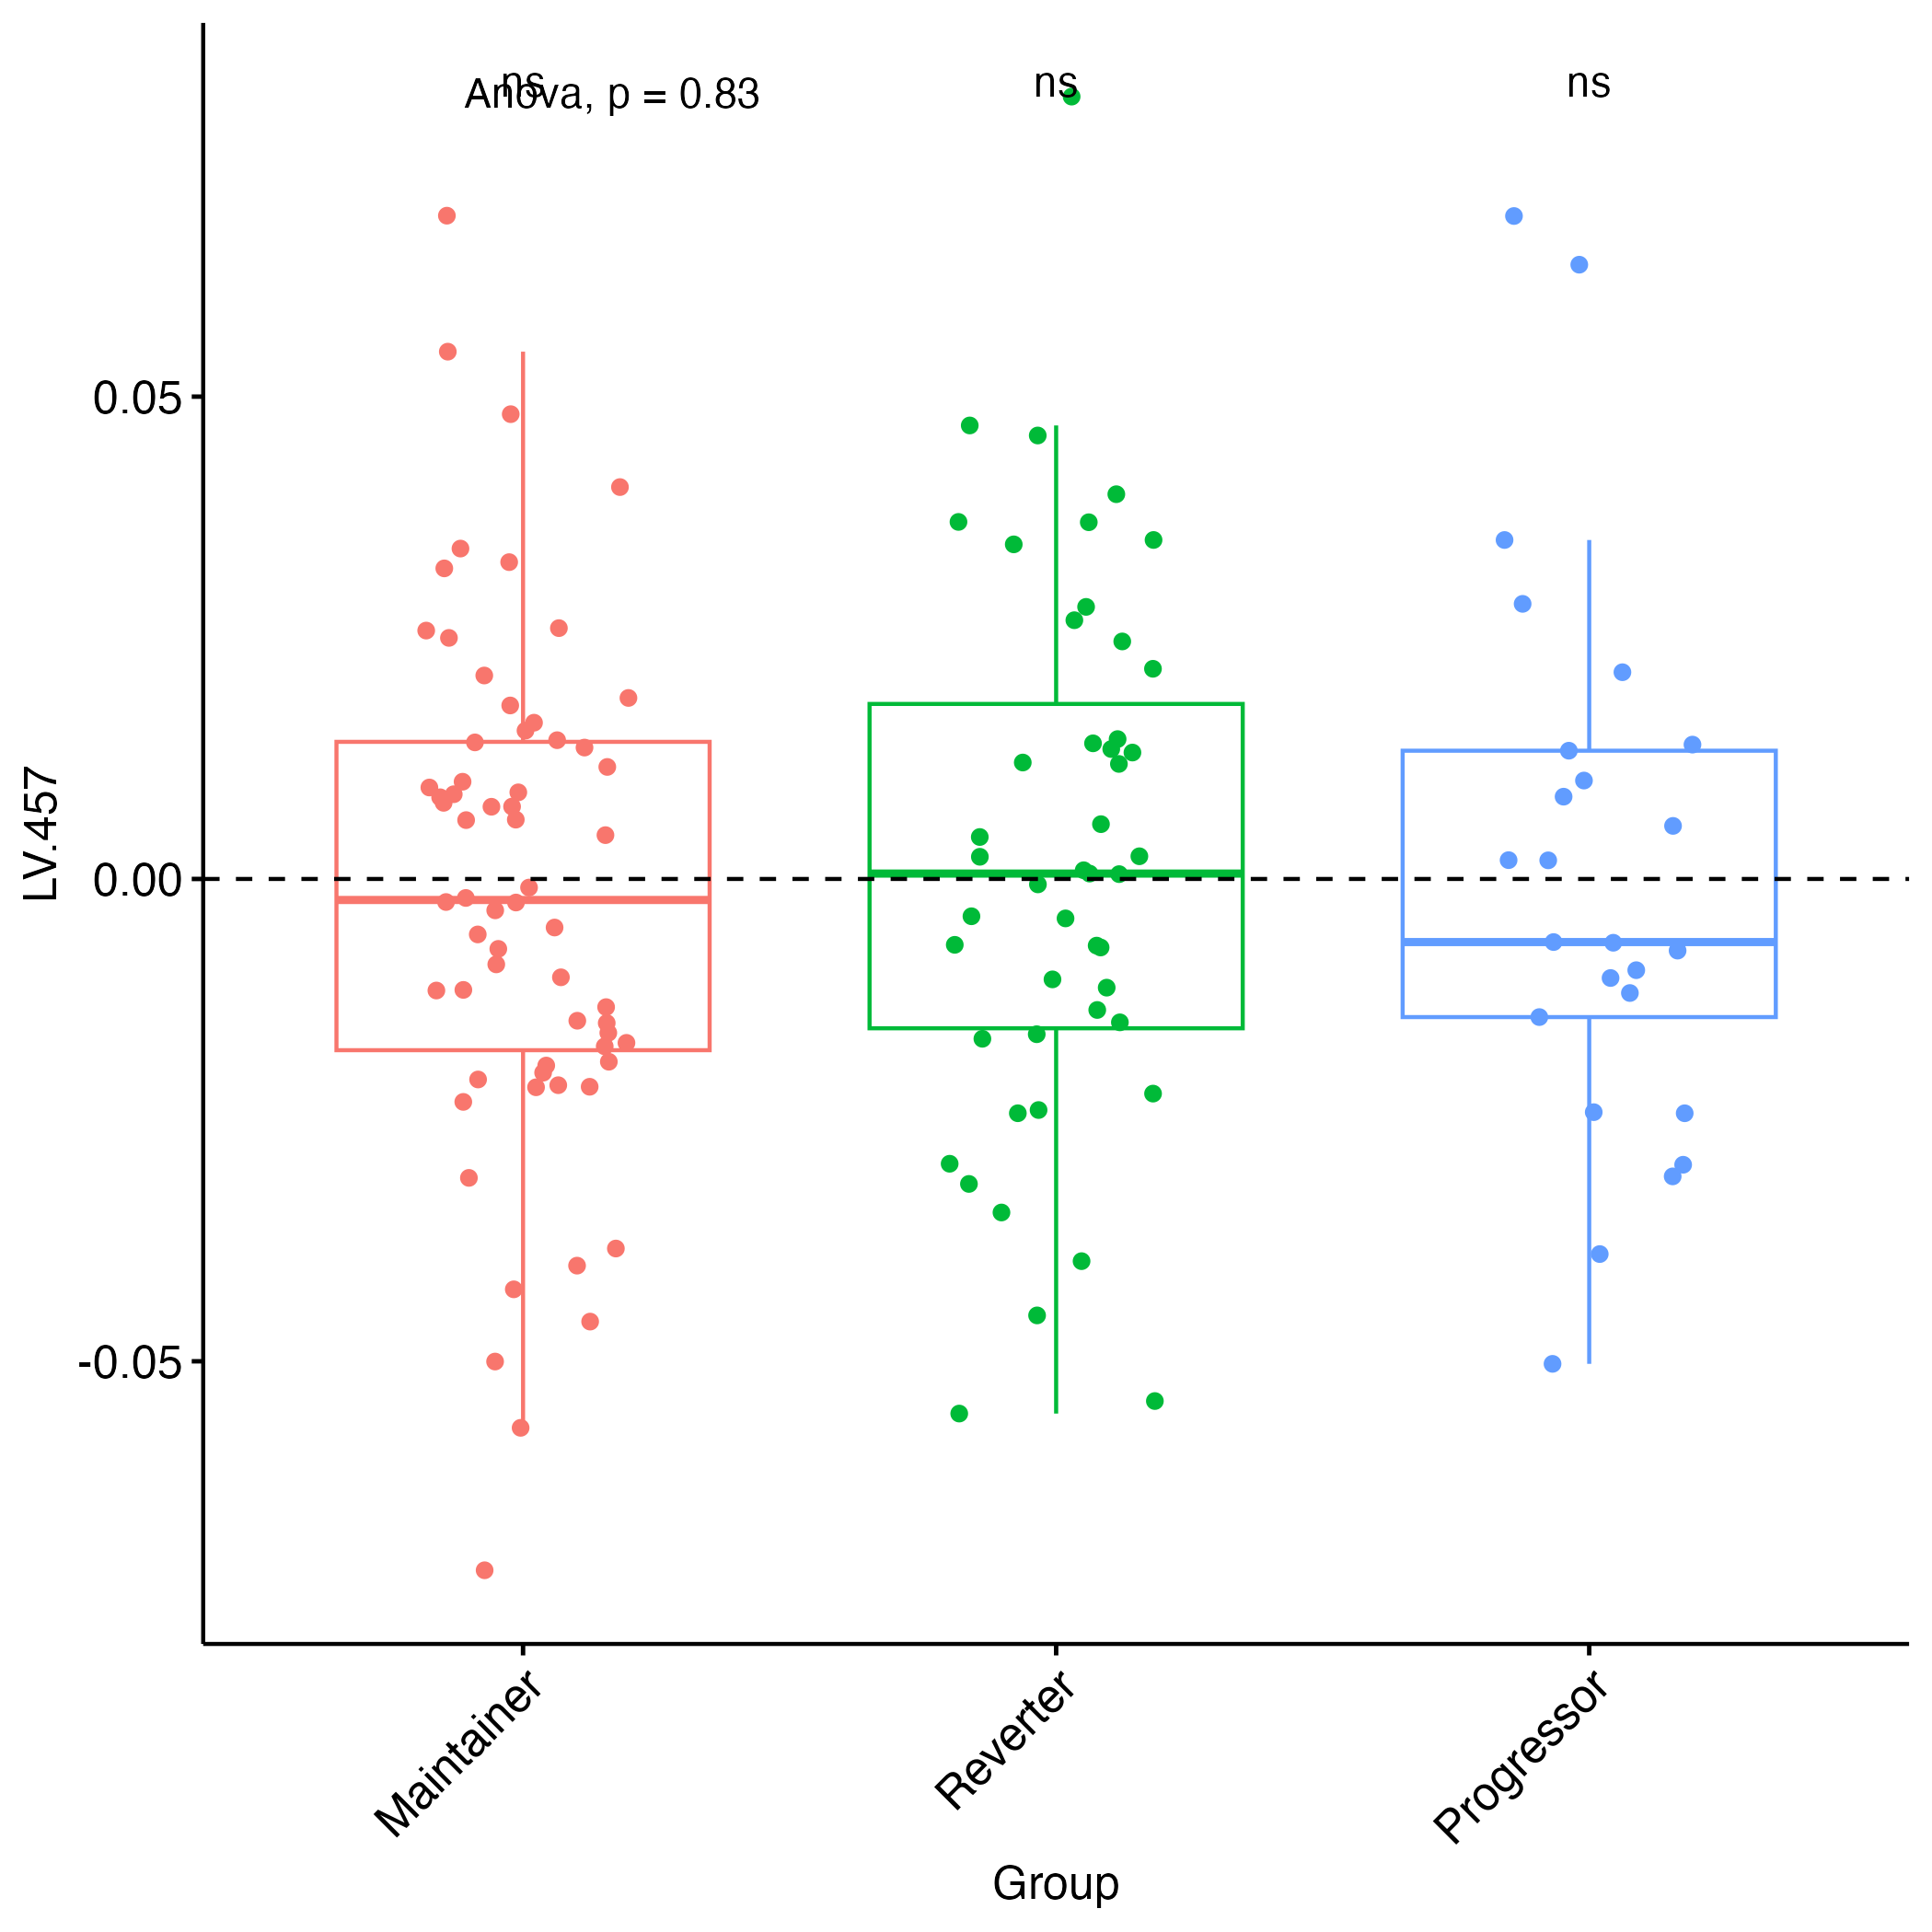 ns
Anova, p = 0.83
ns
ns
LV.457
0.05
0.00
-0.05
Maintainer
Reverter
Progressor
Group